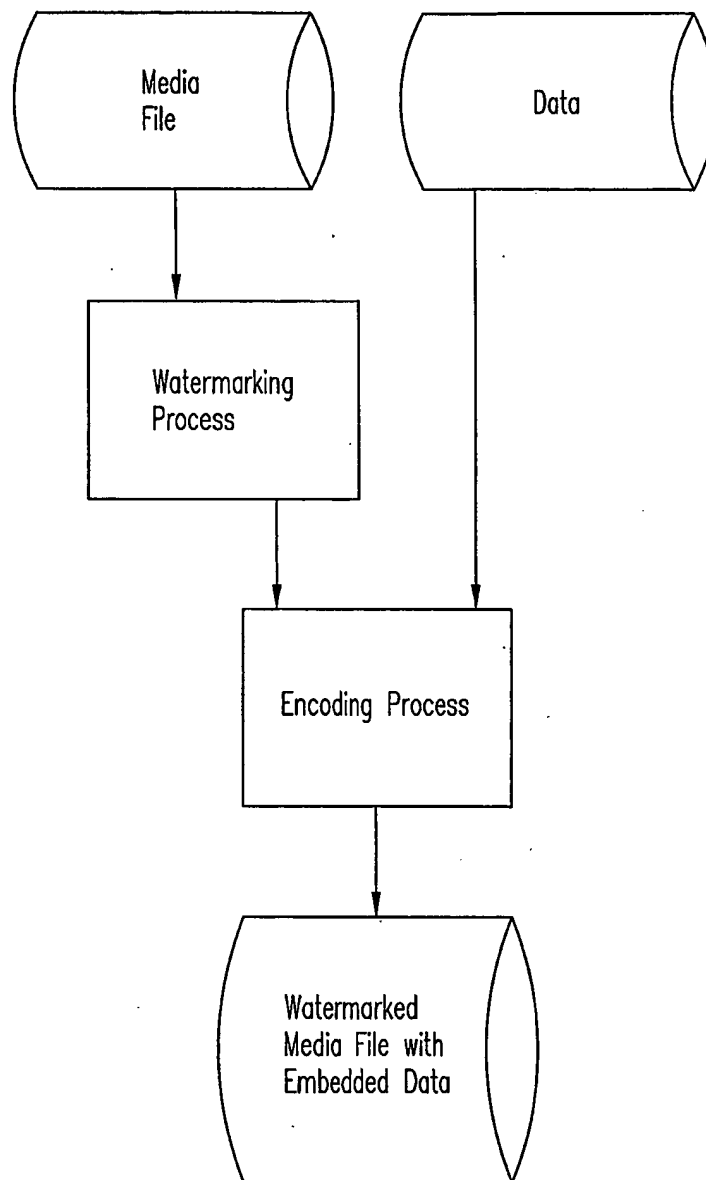 Media
File
Data
Watermarking
Process
Encoding Process
Watermarked
Media File with
Embedded Data